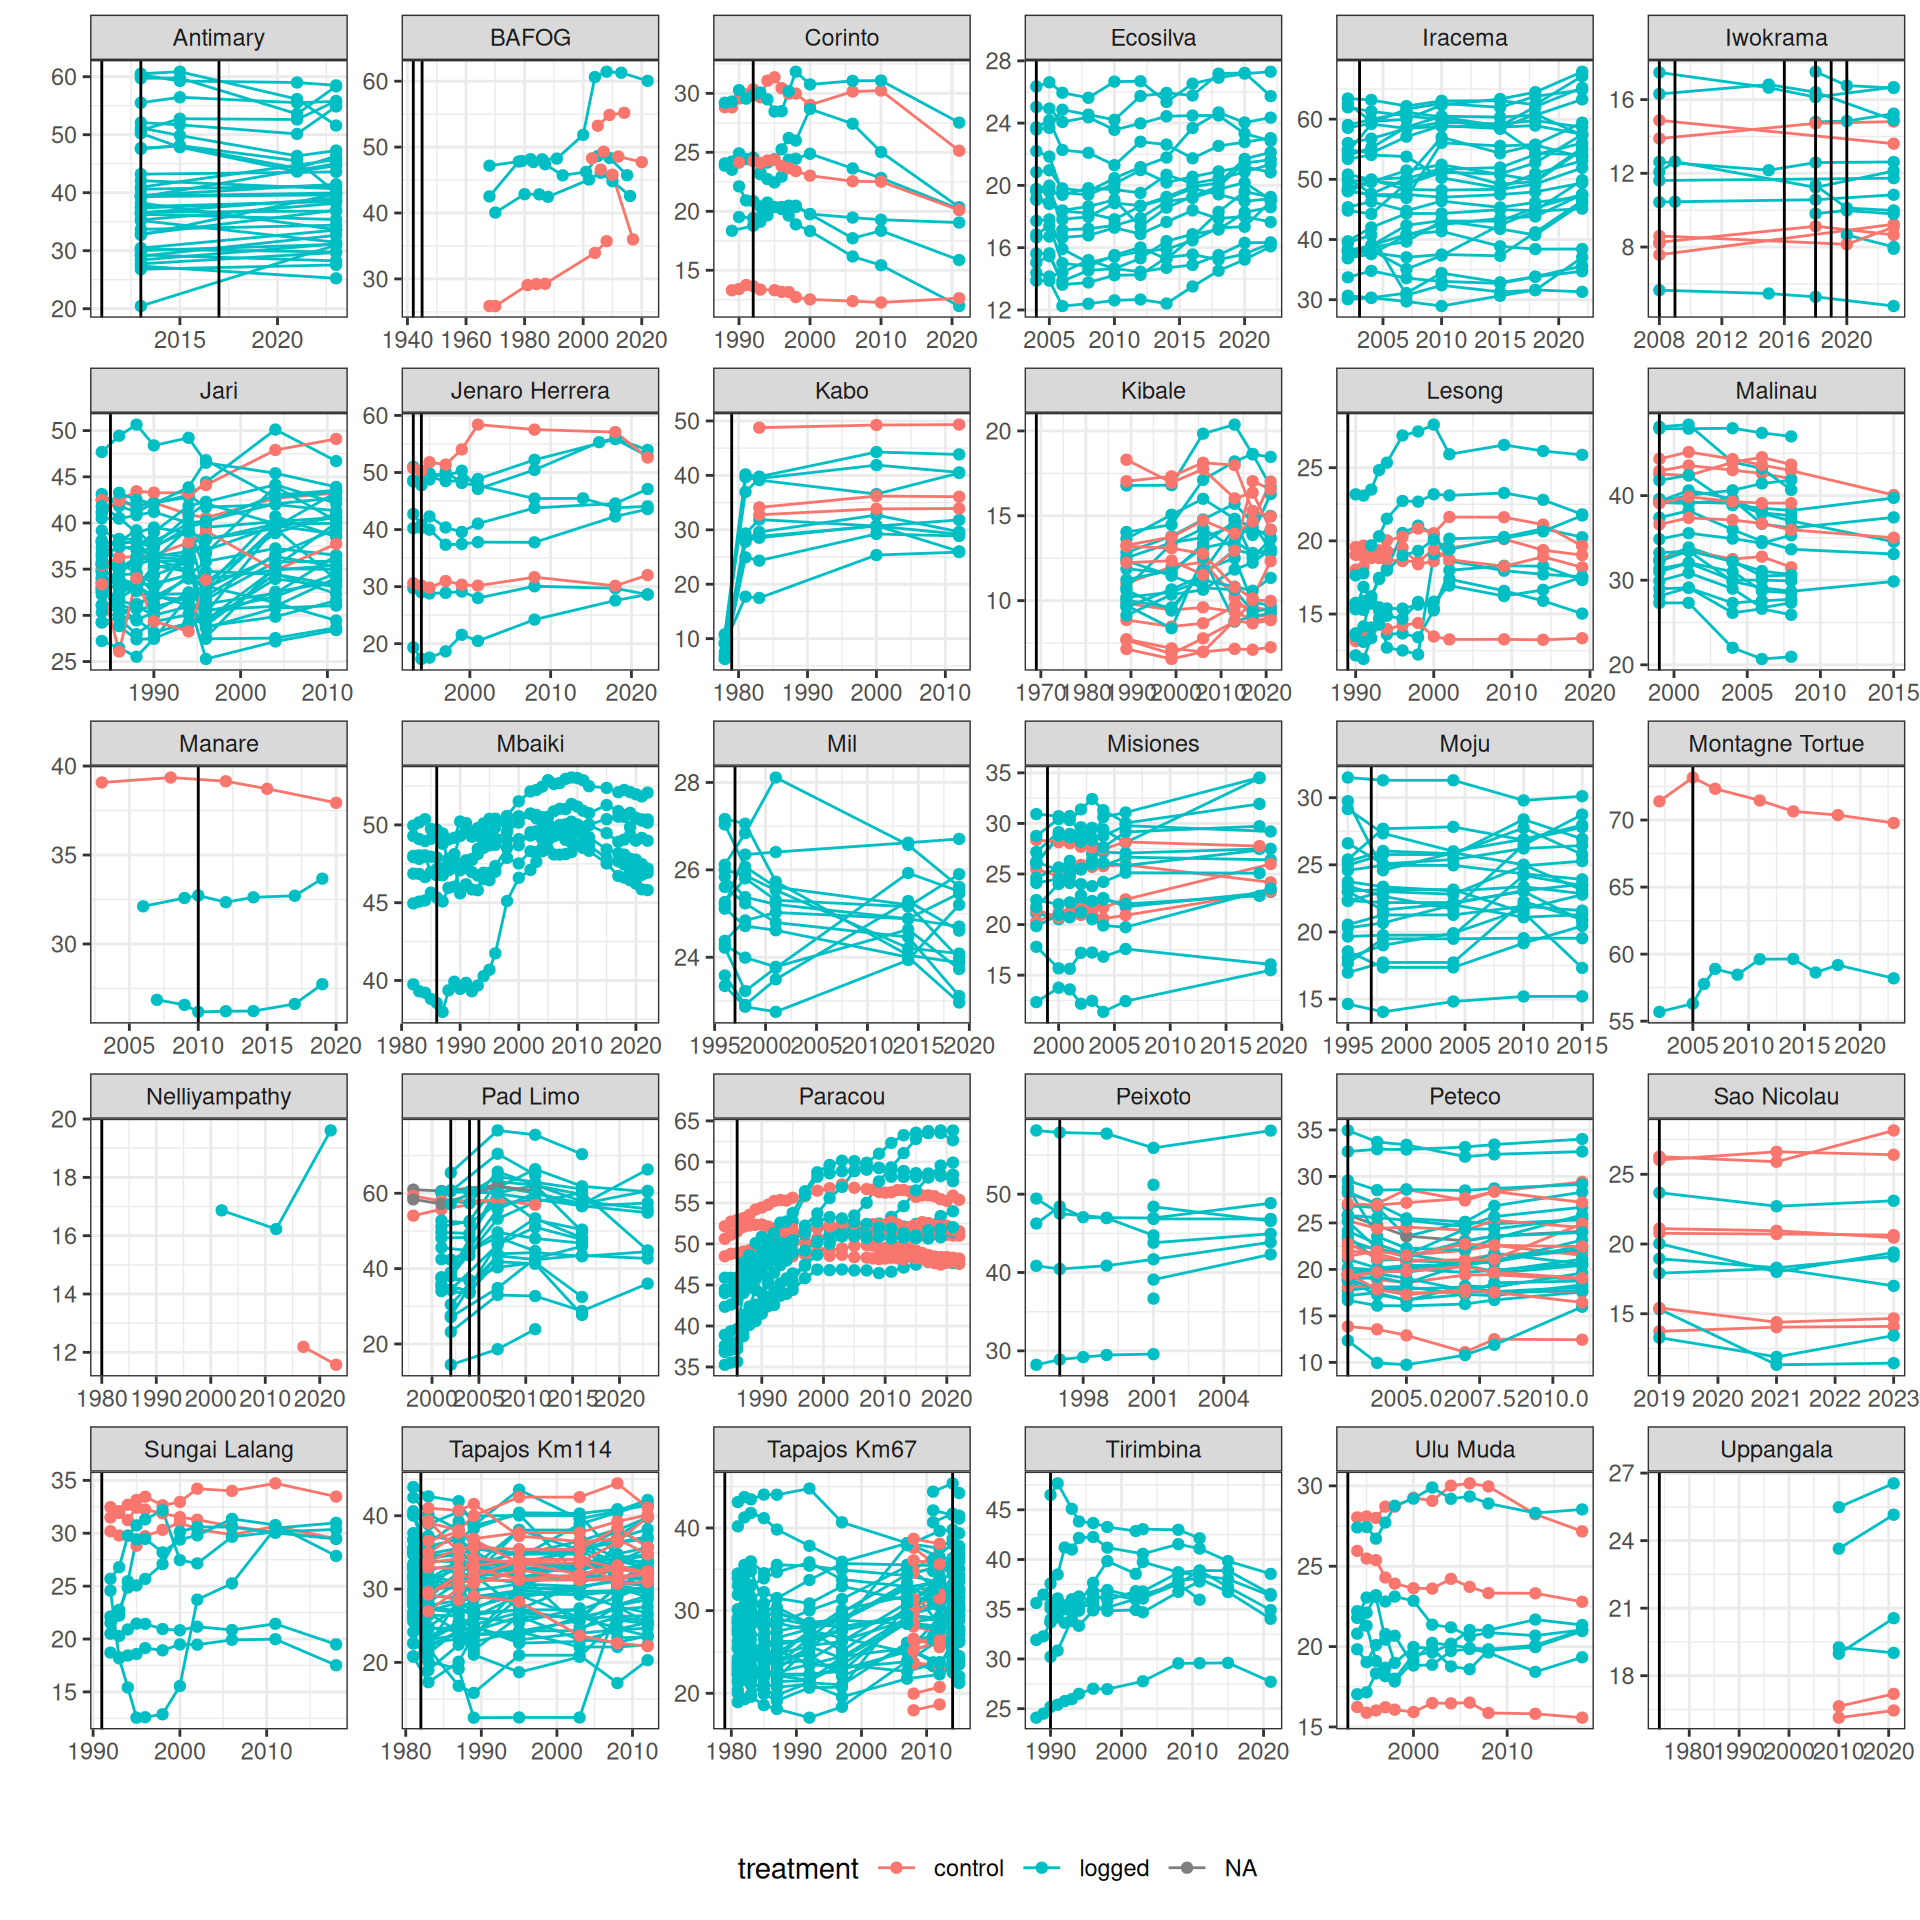 Antimary BAFOG Corinto Ecosilva Iracema Iwokrama
60 50 40 30 20
60 50 40 30
30 25 20 15
28 24 20 16 12
60 50 40 30
16 12 8
2015 2020
1940 1960 1980 2000 2020
1990 2000 2010 2020
2005 2010 2015 2020
2005 2010 2015 2020
2008 2012 2016 2020
Jari Jenaro Herrera Kabo Kibale Lesong Malinau
50 45 40 35 30 25
60 50 40 30 20
50 40 30 20 10
20 15 10
25 20 15
40 30 20
1990 2000 2010
2000 2010 2020
1980 1990 2000 2010
1970 1980 1990 2000 2010 2020
1990 2000 2010 2020
2000 2005 2010 2015
Manare Mbaiki Mil Misiones Moju Montagne Tortue
40 35 30
50 45 40
28 26 24
35 30 25 20 15
30 25 20 15
70 65 60 55
2005 2010 2015 2020
1980 1990 2000 2010 2020
1995 2000 2005 2010 2015 2020
2000 2005 2010 2015 2020
1995 2000 2005 2010 2015
2005 2010 2015 2020
Nelliyampathy Pad Limo Paracou Peixoto Peteco Sao Nicolau
20 18 16 14 12
60 40 20
65 60 55 50 45 40 35
50 40 30
35 30 25 20 15 10
25 20 15
1980 1990 2000 2010 2020
2000 2005 2010 2015 2020
1990 2000 2010 2020
1998 2001 2004
2005.0 2007.5 2010.0
2019 2020 2021 2022 2023
Sungai Lalang Tapajos Km114 Tapajos Km67 Tirimbina Ulu Muda Uppangala
35 30 25 20 15
40 30 20
40 30 20
45 40 35 30 25
30 25 20 15
27 24 21 18
1990 2000 2010
1980 1990 2000 2010
1980 1990 2000 2010
1990 2000 2010 2020
2000 2010
1980 1990 2000 2010 2020
treatment control logged NA